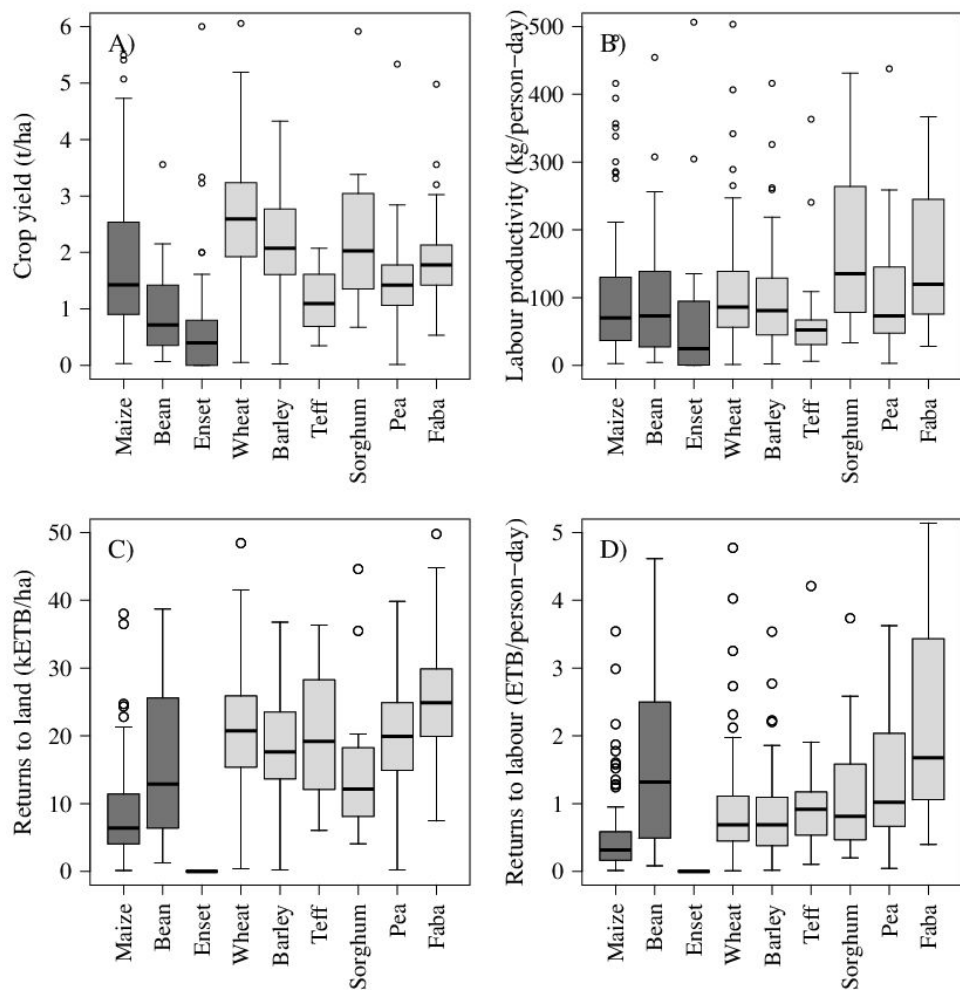 A)
Crop yield (t/ha)
6
5
4
3
2
1
0
Maize
Bean
Enset
Wheat
Barley
Teff
Sorghum
Pea
Faba
B)
Labour productivity (kg/person−day)
500
400
300
200
100
0
Maize
Bean
Enset
Wheat
Barley
Teff
Sorghum
Pea
Faba
C)
Returns to land (kETB/ha)
50
40
30
20
10
0
Maize
Bean
Enset
Wheat
Barley
Teff
Sorghum
Pea
Faba
D)
Returns to labour (ETB/person−day)
5
4
3
2
1
0
Maize
Bean
Enset
Wheat
Barley
Teff
Sorghum
Pea
Faba